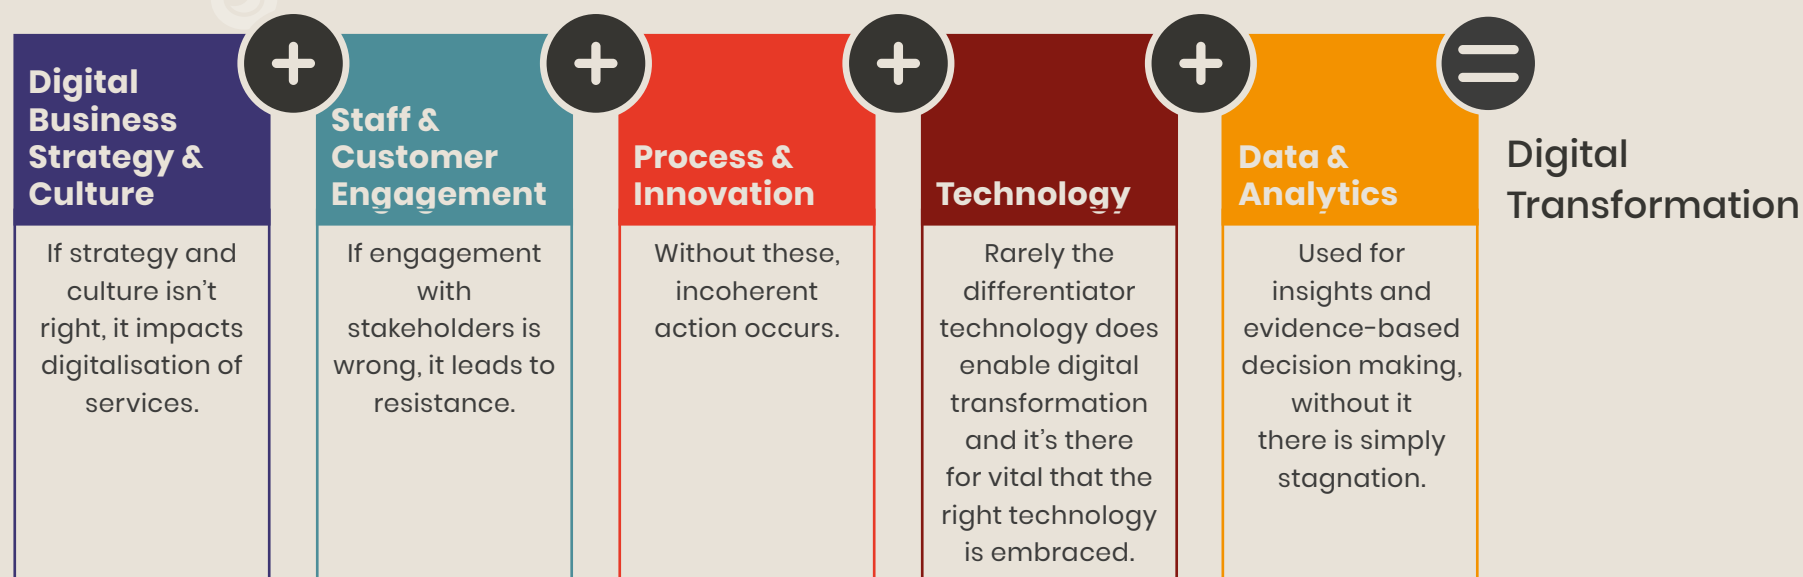 Digital
Business
Strategy &
Culture
If strategy and
culture isn't
right, it impacts
digitalisation of
services.
Staff &
Customer
Engagement
If engagement
with
stakeholders is
wrong, it leads to
resistance.
Process &
Innovation
Without these,
incoherent
action occurs.
Technology
Rarely the
differentiator
technology does
enable digital
transformation
and it's there
for vital that the
right technology
is embraced.
Data &
Analytics
Used for
insights and
evidence-based
decision making,
without it
there is simply
stagnation.
Digital
Transformation